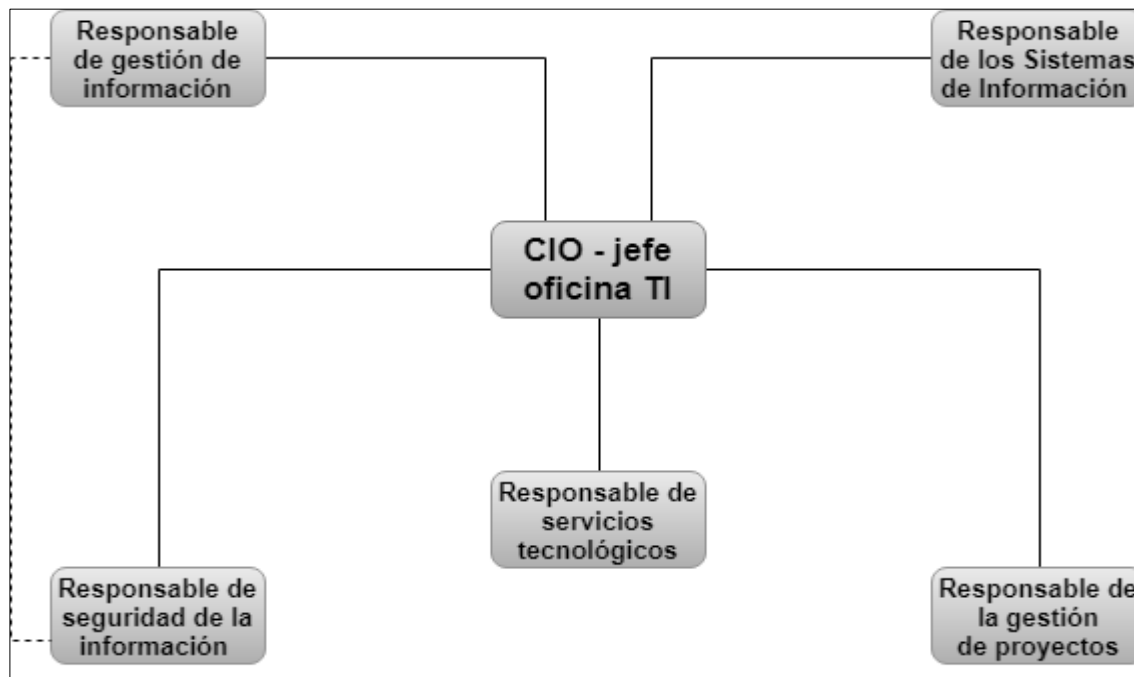 Responsable
de gestión de
información
Responsable
de los Sistemas
de Información
CIO - jefe
oficina TI
Responsable de
servicios
tecnológicos
Responsable de
seguridad de la
información
Responsable de
la gestión
de proyectos